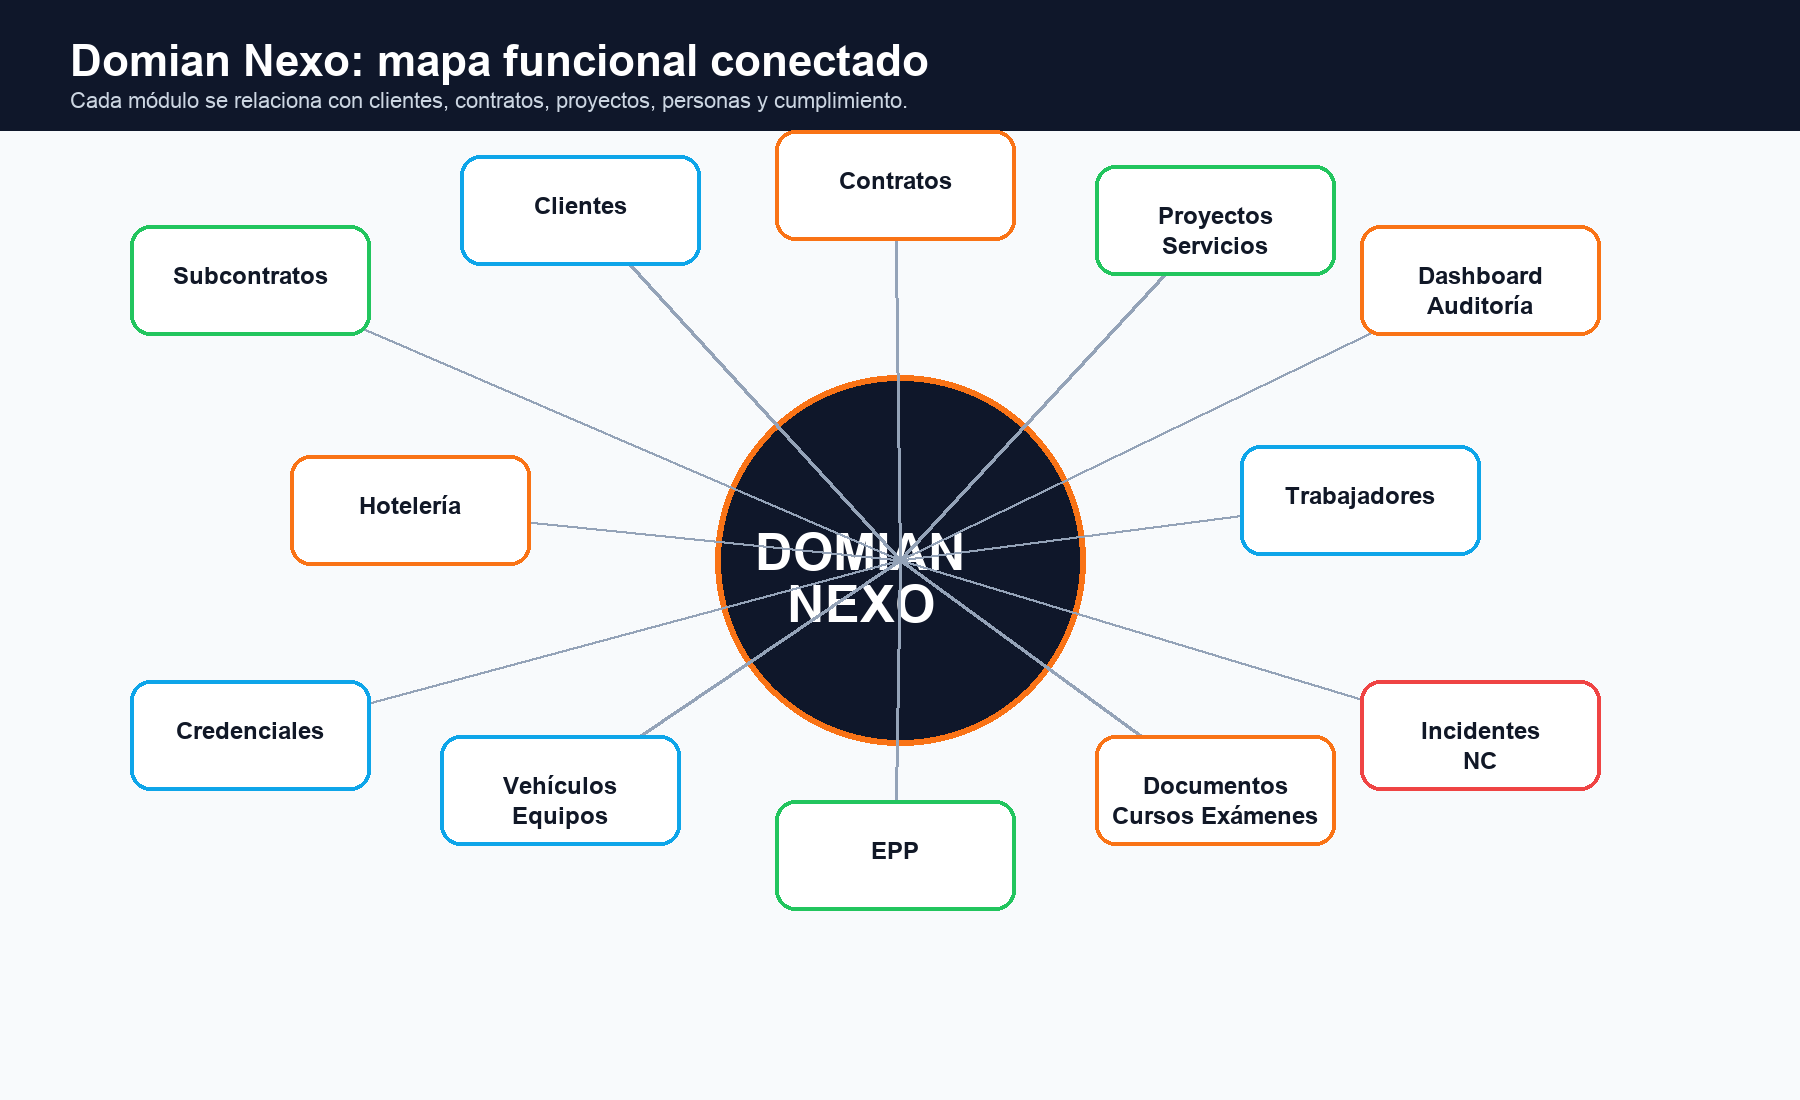 Domian Nexo: mapa funcional conectado
Cada módulo se relaciona con clientes, contratos, proyectos, personas y cumplimiento.
Contratos
Clientes
Proyectos
Servicios
Subcontratos
Dashboard
Auditoría
Hotelería
Trabajadores
DOMIAN
NEXO
Credenciales
Incidentes
NC
Vehículos
Equipos
Documentos
Cursos Exámenes
EPP